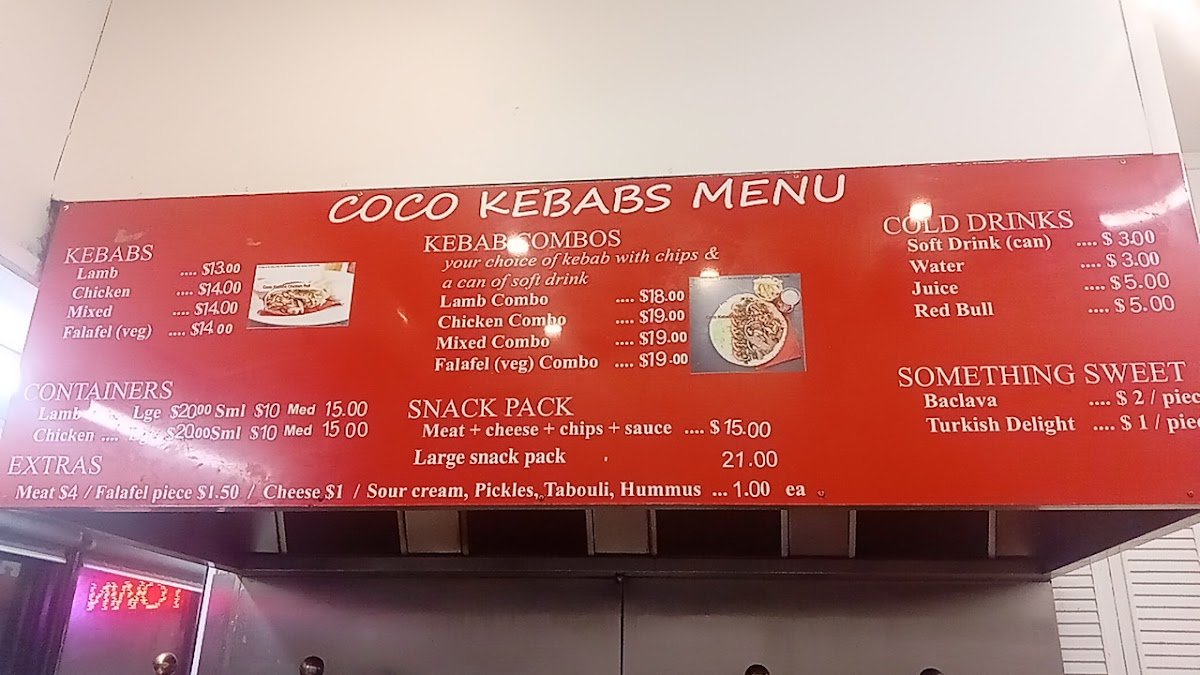 COCO KEBABS MENU
KEBABS
Lamb .... $13.00
Chicken .... $14.00
Mixed .... $14.00
Falafel (veg) .... $14 00
CONTAINERS
Lamb Lge $2000 Sml $10 Med 15.00
Chicken .... Lge $2000 Sml $10 Med 15 00
EXTRAS
Meat $4 / Falafel piece $1.50 / Cheese $1 / Sour cream, Pickles, Tabouli, Hummus ... 1.00 ea
KEBAB COMBOS
your choice of kebab with chips &
a can of soft drink
Lamb Combo .... $18.00
Chicken Combo .... $19.00
Mixed Combo .... $19.00
Falafel (veg) Combo .... $19.00
SNACK PACK
Meat + cheese + chips + sauce .... $ 15.00
Large snack pack 21.00
COLD DRINKS
Soft Drink (can) .... $ 3.00
Water .... $ 3.00
Juice .... $ 5.00
Red Bull .... $ 5.00
SOMETHING SWEET
Baclava .... $ 2 / piec
Turkish Delight .... $ 1 / piec